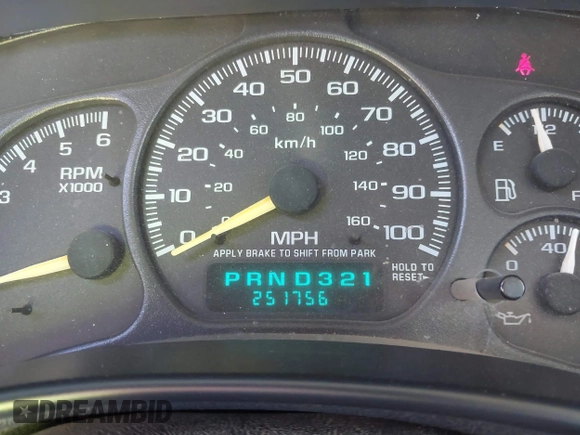 50
40 60
30 70
20 80
10 90
0 100
80
60 100
40 120
20 140
0 160
km/h
MPH
APPLY BRAKE TO SHIFT FROM PARK
PRND321
251756
HOLD TO
RESET
3 4 5 6
RPM
X1000
E 1/2 F
0 40
DREAMBID